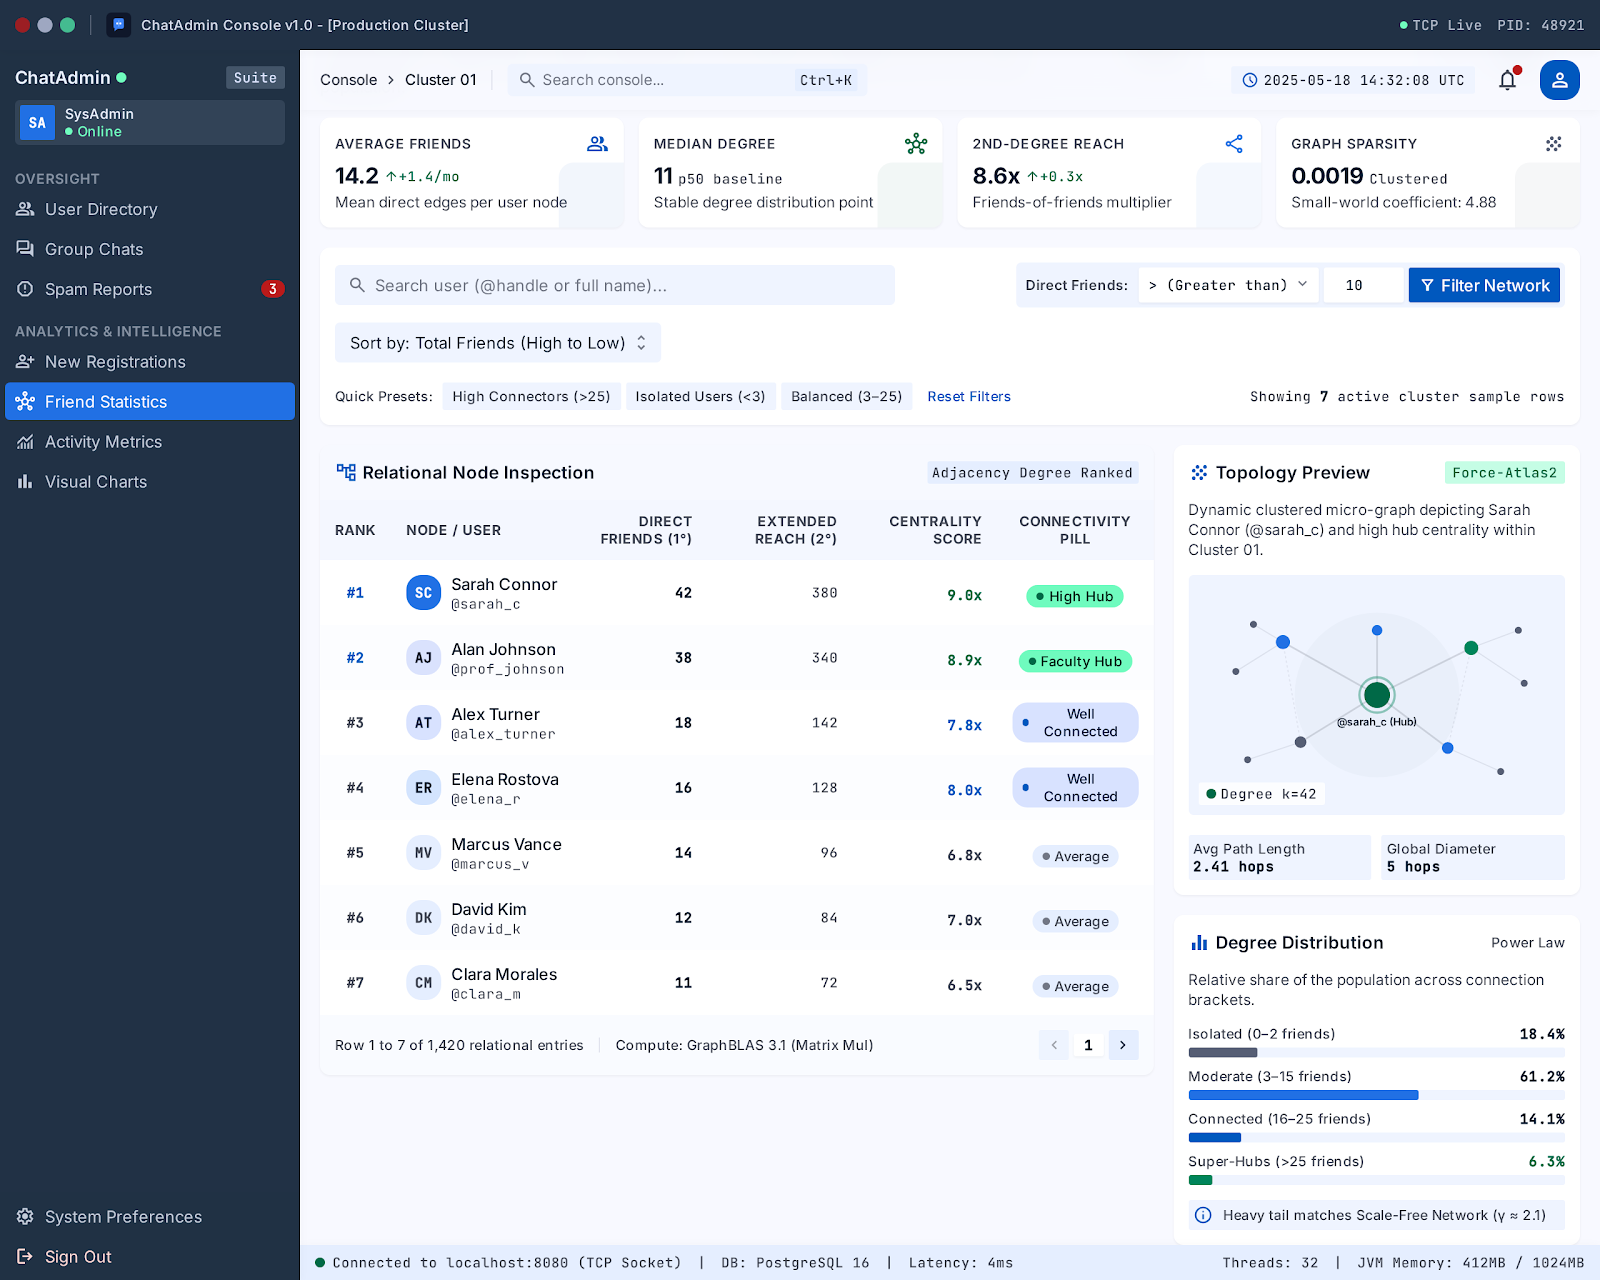 ChatAdmin Console v1.0 - [Production Cluster]
TCP Live PID: 48921
ChatAdmin
Suite
SA
SysAdmin
Online
OVERSIGHT
User Directory
Group Chats
Spam Reports
3
ANALYTICS & INTELLIGENCE
New Registrations
Friend Statistics
Activity Metrics
Visual Charts
System Preferences
Sign Out
Console > Cluster 01
Search console...
Ctrl+K
2025-05-18 14:32:08 UTC
AVERAGE FRIENDS
14.2 ↑+1.4/mo
Mean direct edges per user node
MEDIAN DEGREE
11 p50 baseline
Stable degree distribution point
2ND-DEGREE REACH
8.6x ↑+0.3x
Friends-of-friends multiplier
GRAPH SPARSITY
0.0019 Clustered
Small-world coefficient: 4.88
Search user (@handle or full name)...
Direct Friends:
> (Greater than)
10
Filter Network
Sort by: Total Friends (High to Low)
Quick Presets:
High Connectors (>25)
Isolated Users (<3)
Balanced (3–25)
Reset Filters
Showing 7 active cluster sample rows
Relational Node Inspection
Adjacency Degree Ranked
RANK
NODE / USER
DIRECT
FRIENDS (1°)
EXTENDED
REACH (2°)
CENTRALITY
SCORE
CONNECTIVITY
PILL
#1
SC
Sarah Connor
@sarah_c
42
380
9.0x
High Hub
#2
AJ
Alan Johnson
@prof_johnson
38
340
8.9x
Faculty Hub
#3
AT
Alex Turner
@alex_turner
18
142
7.8x
Well
Connected
#4
ER
Elena Rostova
@elena_r
16
128
8.0x
Well
Connected
#5
MV
Marcus Vance
@marcus_v
14
96
6.8x
Average
#6
DK
David Kim
@david_k
12
84
7.0x
Average
#7
CM
Clara Morales
@clara_m
11
72
6.5x
Average
Row 1 to 7 of 1,420 relational entries
Compute: GraphBLAS 3.1 (Matrix Mul)
1
Topology Preview
Force-Atlas2
Dynamic clustered micro-graph depicting Sarah
Connor (@sarah_c) and high hub centrality within
Cluster 01.
@sarah_c (Hub)
Degree k=42
Avg Path Length
2.41 hops
Global Diameter
5 hops
Degree Distribution
Power Law
Relative share of the population across connection
brackets.
Isolated (0–2 friends)
18.4%
Moderate (3–15 friends)
61.2%
Connected (16–25 friends)
14.1%
Super-Hubs (>25 friends)
6.3%
Heavy tail matches Scale-Free Network (γ ≈ 2.1)
Connected to localhost:8080 (TCP Socket) | DB: PostgreSQL 16 | Latency: 4ms
Threads: 32 | JVM Memory: 412MB / 1024MB